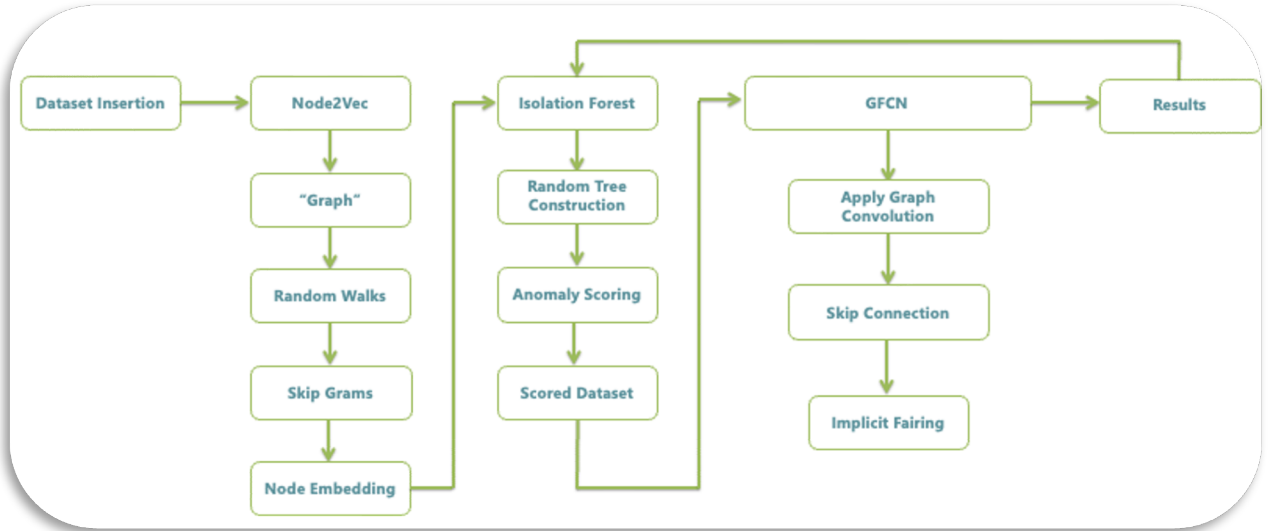 Dataset Insertion
Node2Vec
“Graph“
Random Walks
Skip Grams
Node Embedding
Isolation Forest
Random Tree
Construction
Anomaly Scoring
Scored Dataset
GFCN
Apply Graph
Convolution
Skip Connection
Implicit Fairing
Results